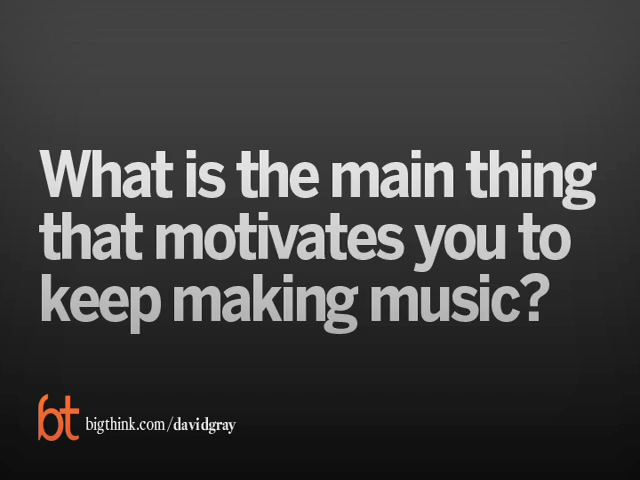 What is the main thing
that motivates you to
keep making music?
bt bigthink.com/davidgray